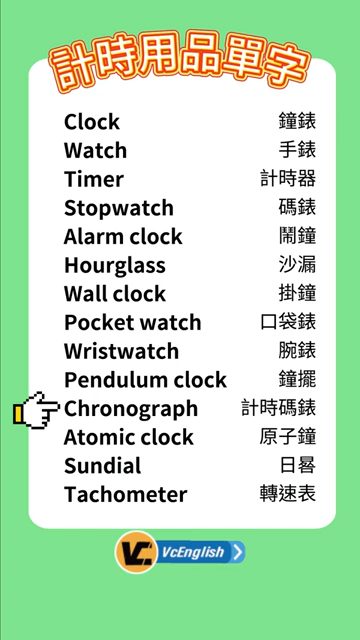 計時用品單字
Clock 鐘錶
Watch 手錶
Timer 計時器
Stopwatch 碼錶
Alarm clock 鬧鐘
Hourglass 沙漏
Wall clock 掛鐘
Pocket watch 口袋錶
Wristwatch 腕錶
Pendulum clock 鐘擺
Chronograph 計時碼錶
Atomic clock 原子鐘
Sundial 日晷
Tachometer 轉速表
VC VcEnglish